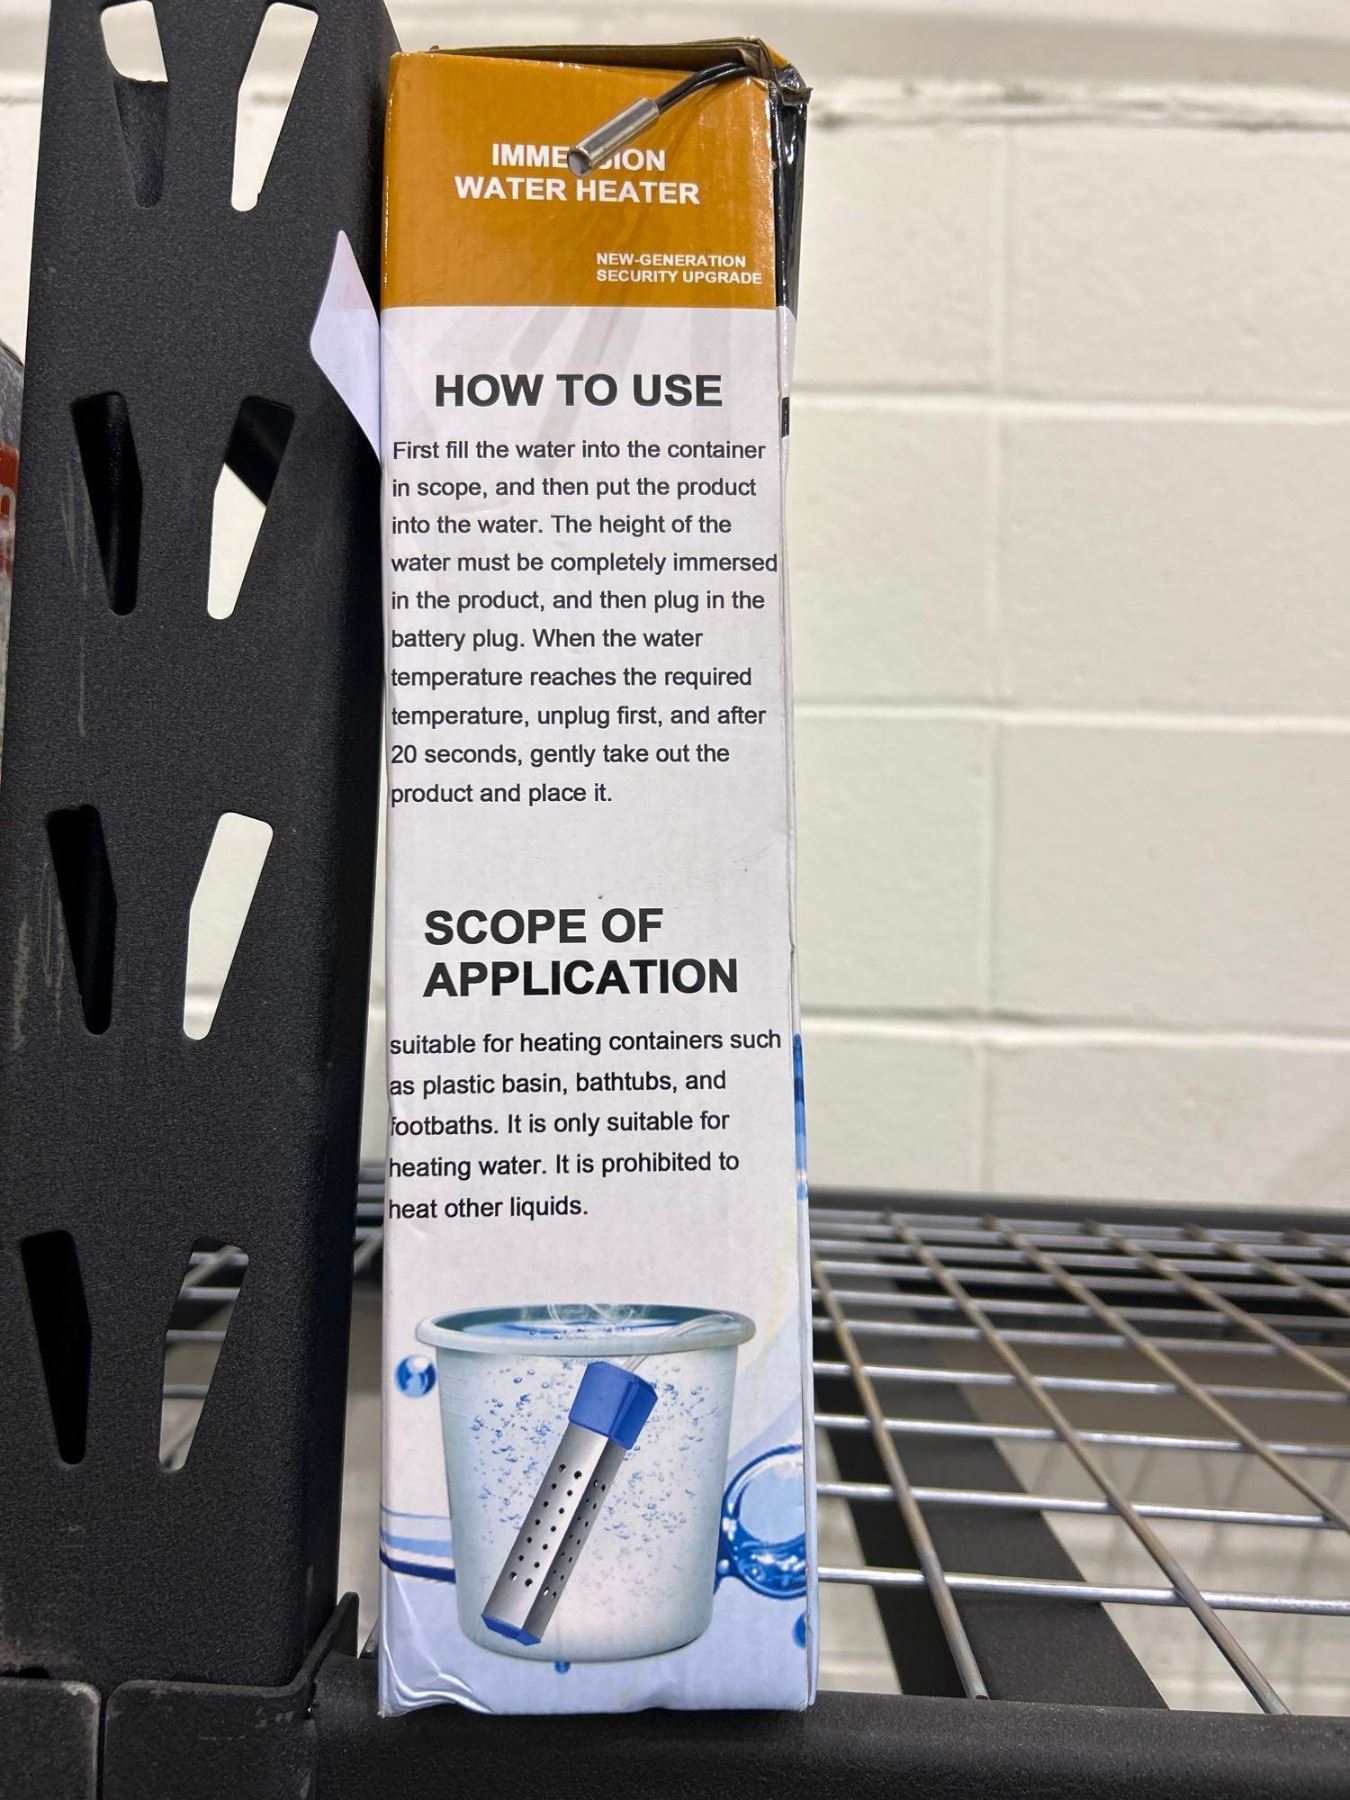 IMME SION
WATER HEATER
NEW-GENERATION
SECURITY UPGRADE
HOW TO USE
First fill the water into the container
in scope, and then put the product
into the water. The height of the
water must be completely immersed
in the product, and then plug in the
battery plug. When the water
temperature reaches the required
temperature, unplug first, and after
20 seconds, gently take out the
product and place it.
SCOPE OF
APPLICATION
suitable for heating containers such
as plastic basin, bathtubs, and
footbaths. It is only suitable for
heating water. It is prohibited to
heat other liquids.